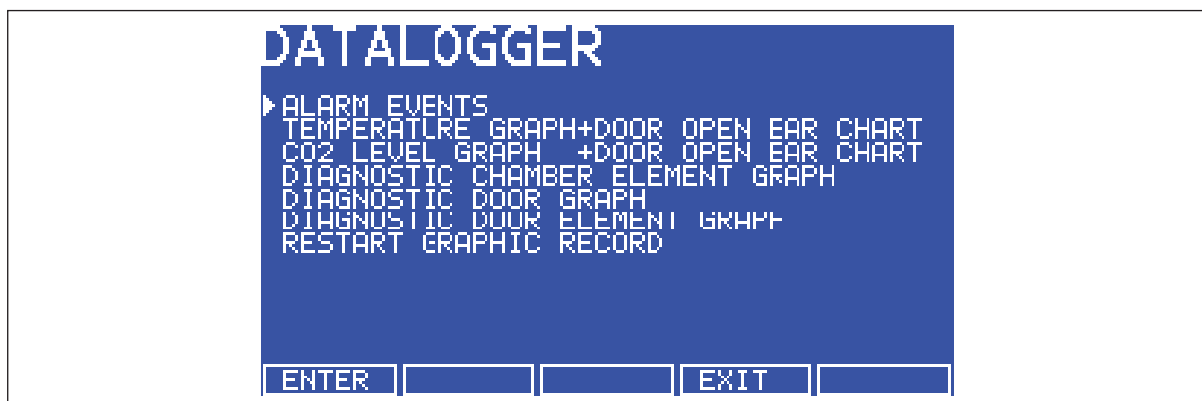 DATALOGGER
ALARM EVENTS
TEMPERATURE GRAPH+DOOR OPEN EAR CHART
CO2 LEVEL GRAPH +DOOR OPEN EAR CHART
DIAGNOSTIC CHAMBER ELEMENT GRAPH
DIAGNOSTIC DOOR GRAPH
DIAGNOSTIC DOOR ELEMENT GRAPH
RESTART GRAPHIC RECORD
ENTER EXIT